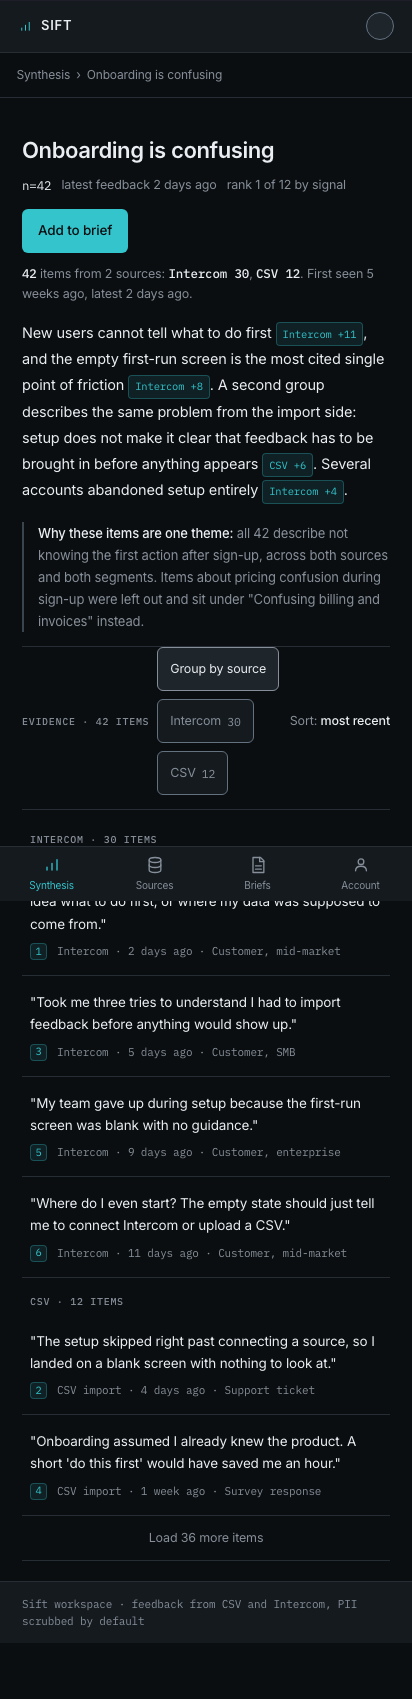 SIFT
Synthesis › Onboarding is confusing
Onboarding is confusing
n=42 latest feedback 2 days ago rank 1 of 12 by signal
Add to brief
42 items from 2 sources: Intercom 30, CSV 12. First seen 5
weeks ago, latest 2 days ago.
New users cannot tell what to do first Intercom +11,
and the empty first-run screen is the most cited single
point of friction Intercom +8. A second group
describes the same problem from the import side:
setup does not make it clear that feedback has to be
brought in before anything appears CSV +6. Several
accounts abandoned setup entirely Intercom +4.
Why these items are one theme: all 42 describe not
knowing the first action after sign-up, across both sources
and both segments. Items about pricing confusion during
sign-up were left out and sit under "Confusing billing and
invoices" instead.
Group by source
EVIDENCE · 42 ITEMS
Intercom 30
Sort: most recent
CSV 12
INTERCOM · 30 ITEMS
Synthesis
Sources
Briefs
Account
idea what to do first, or where my data was supposed to
come from."
1 Intercom · 2 days ago · Customer, mid-market
"Took me three tries to understand I had to import
feedback before anything would show up."
3 Intercom · 5 days ago · Customer, SMB
"My team gave up during setup because the first-run
screen was blank with no guidance."
5 Intercom · 9 days ago · Customer, enterprise
"Where do I even start? The empty state should just tell
me to connect Intercom or upload a CSV."
6 Intercom · 11 days ago · Customer, mid-market
CSV · 12 ITEMS
"The setup skipped right past connecting a source, so I
landed on a blank screen with nothing to look at."
2 CSV import · 4 days ago · Support ticket
"Onboarding assumed I already knew the product. A
short 'do this first' would have saved me an hour."
4 CSV import · 1 week ago · Survey response
Load 36 more items
Sift workspace · feedback from CSV and Intercom, PII
scrubbed by default